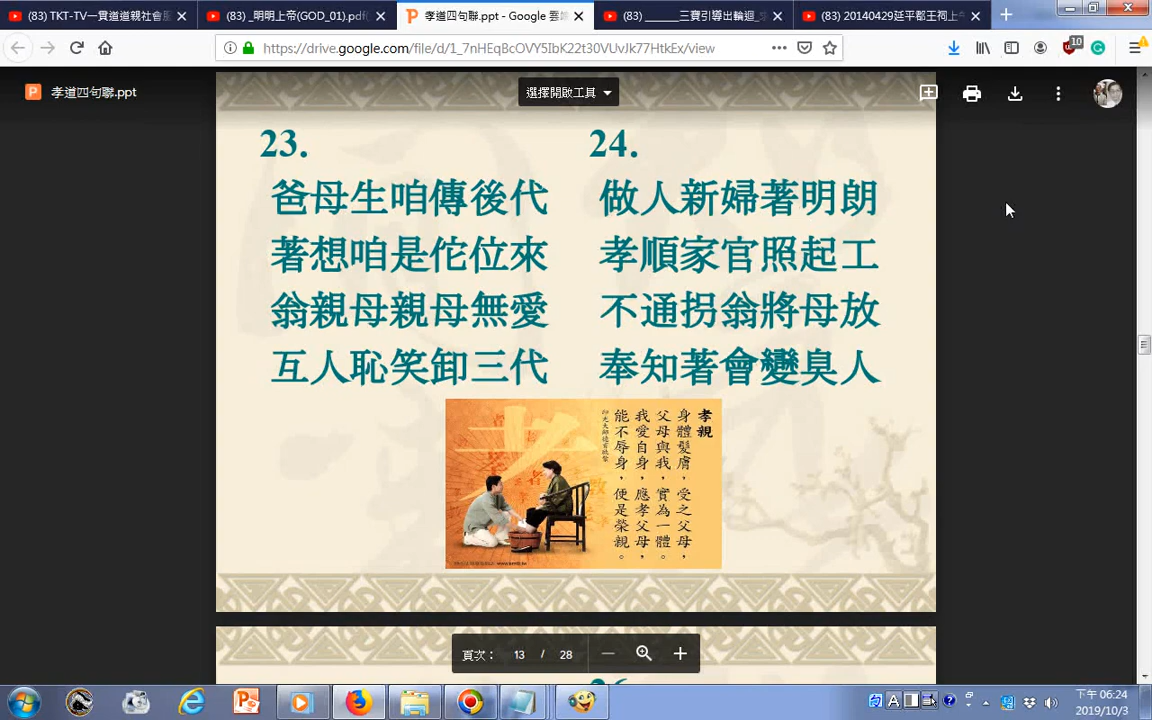 (83) TKT-TV一貫道道親社會服
(83) _明明上帝(GOD_01).pdf(
孝道四句聯.ppt - Google 雲端
(83) ______三寶引導出輪迴_
(83) 20140429延平郡王祠上午
https://drive.google.com/file/d/1_7nHEq8cOVY5IbK22t30VUvJk77HtkEx/view
10
孝道四句聯.ppt
選擇開啟工具
23.
爸母生咱傳後代
著想咱是佗位來
翁親母親母無愛
互人恥笑卸三代
24.
做人新婦著明朗
孝順家官照起工
不通拐翁將母放
奉知著會變臭人
孝親
身體髮膚，受之父母，
父母與我，實為一體。
我愛自身，應孝父母，
能不辱身，便是榮親。
頁次： 13 / 28
下午 06:24
2019/10/3